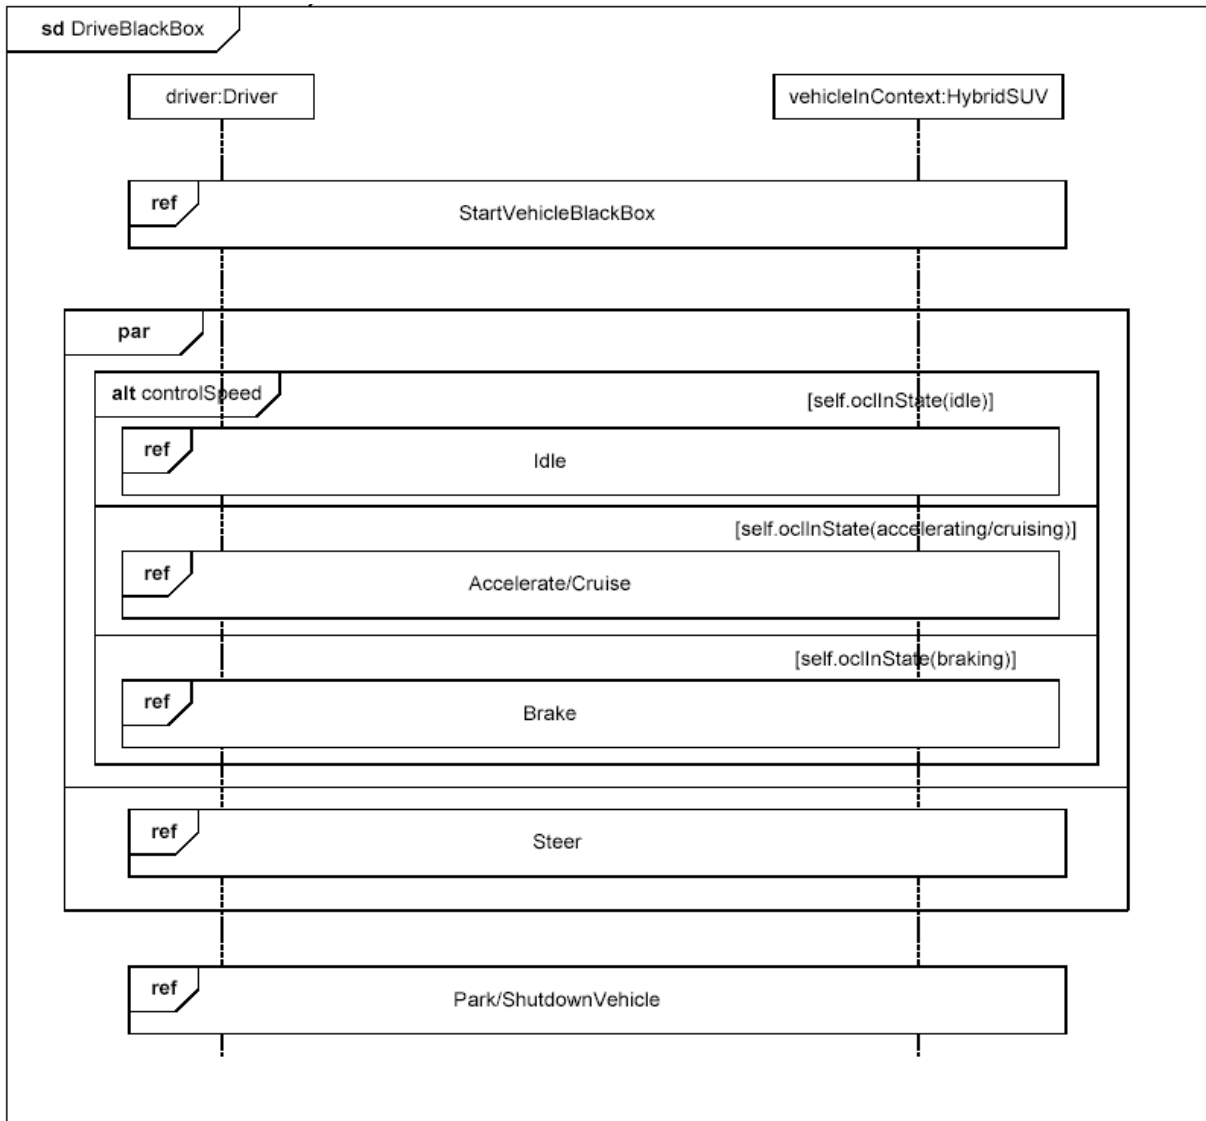 sd DriveBlackBox
driver:Driver
vehicleInContext:HybridSUV
ref
StartVehicleBlackBox
par
alt controlSpeed
[self.oclInState(idle)]
ref
Idle
[self.oclInState(accelerating/cruising)]
ref
Accelerate/Cruise
[self.oclInState(braking)]
ref
Brake
ref
Steer
ref
Park/ShutdownVehicle